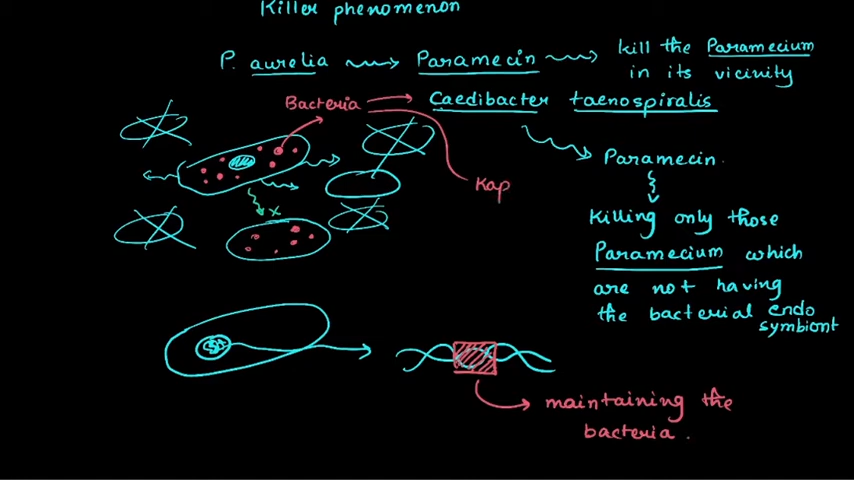 Killer phenomenon
P. aurelia Paramecin kill the Paramecium
in its vicinity
Bacteria Caedibacter taenospiralis
Paramecin.
Kap
Killing only those
Paramecium which
are not having
the bacterial endo
symbiont
x
maintaining the
bacteria.